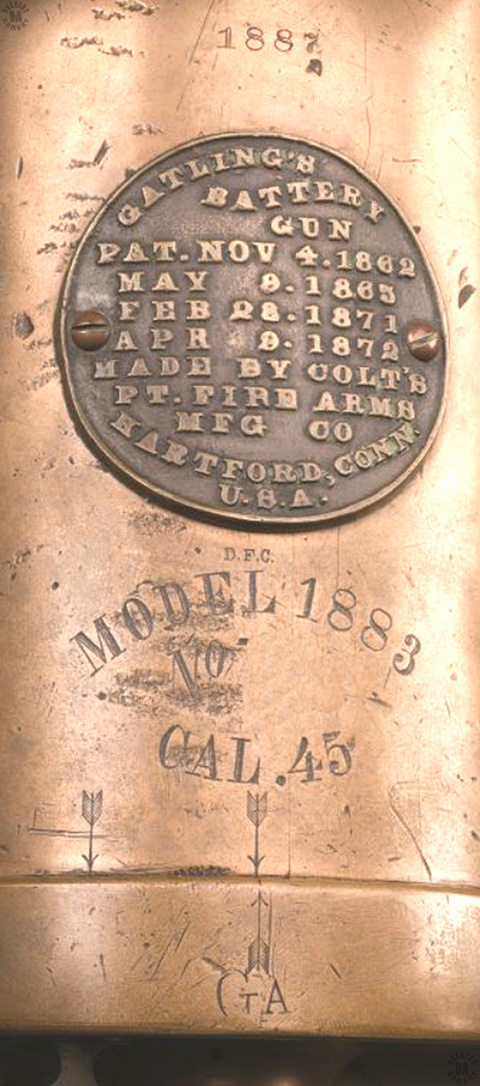 1887
GATLING'S
BATTERY
GUN
PAT. NOV 4. 1862
MAY 9. 1865
FEB 28. 1871
APR 9. 1872
MADE BY COLT'S
PT. FIRE ARMS
MFG CO
HARTFORD, CONN.
U.S.A.
D.F.C.
MODEL 1883
No
CAL .45
GTA